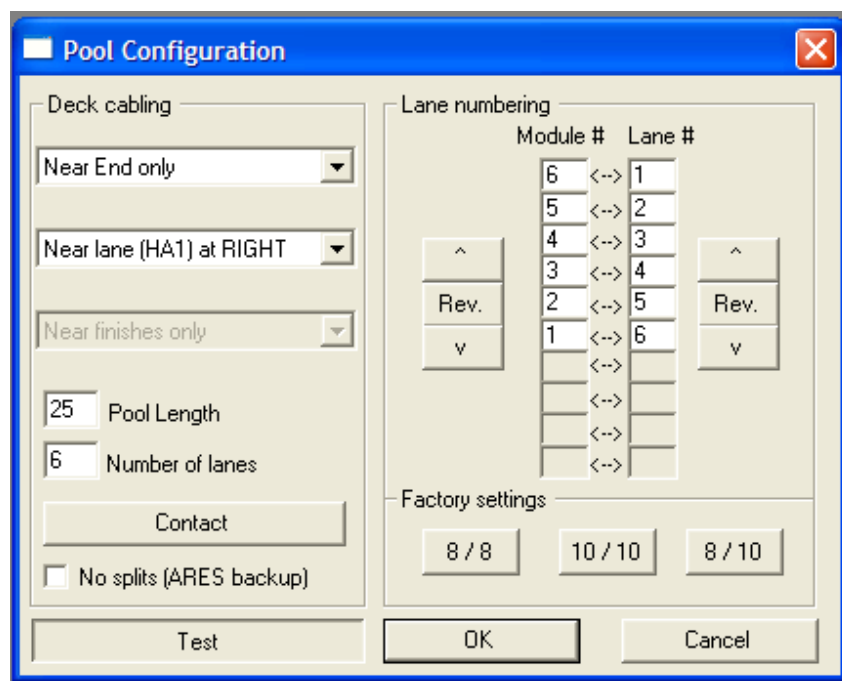 Pool Configuration
Deck cabling
Near End only
Near lane (HA1) at RIGHT
Near finishes only
25 Pool Length
6 Number of lanes
Contact
No splits (ARES backup)
Test
Lane numbering
Module # Lane #
6 <--> 1
5 <--> 2
4 <--> 3
3 <--> 4
2 <--> 5
1 <--> 6
<-->
<-->
<-->
<-->
^
Rev.
v
^
Rev.
v
Factory settings
8 / 8 10 / 10 8 / 10
OK Cancel